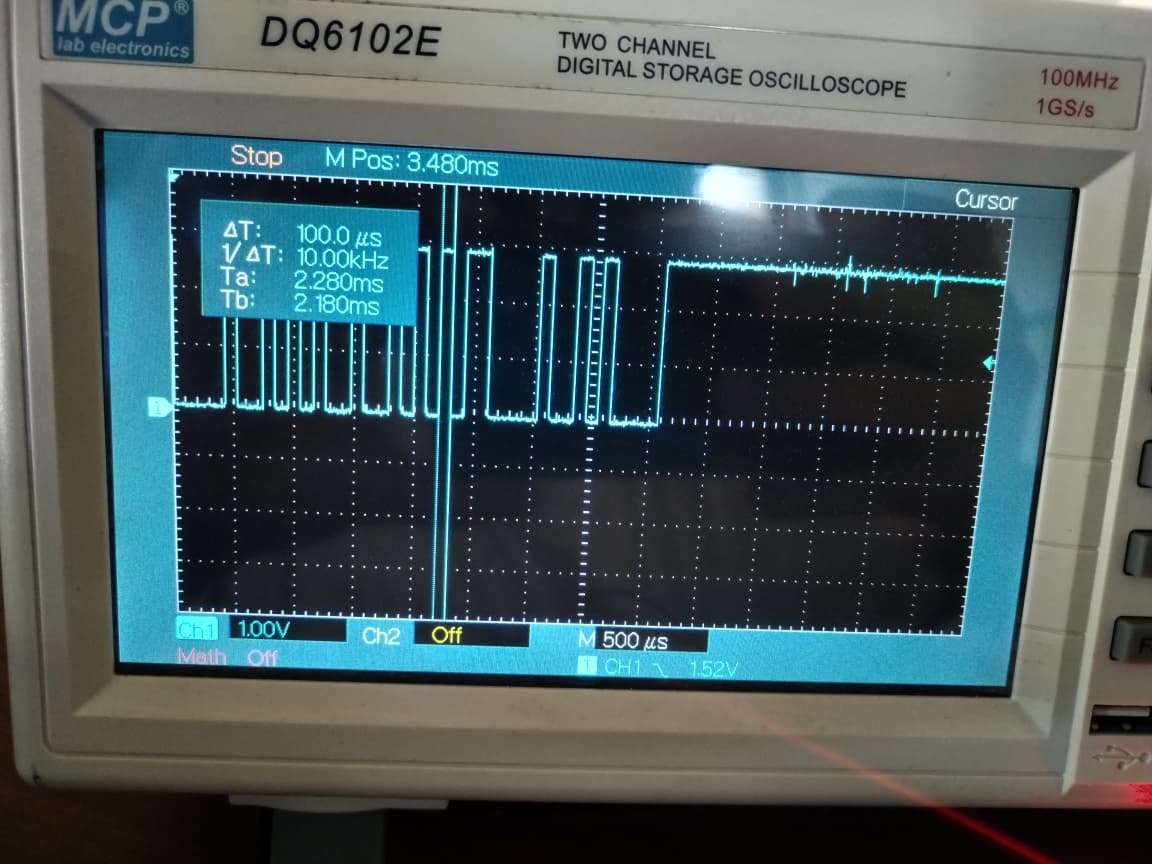 MCP®
lab electronics
DQ6102E
TWO CHANNEL
DIGITAL STORAGE OSCILLOSCOPE
100MHz
1GS/s
Stop M Pos: 3.480ms
Cursor
ΔT: 100.0 μs
1/ΔT: 10.00kHz
Ta: 2.280ms
Tb: 2.180ms
1
Ch1 1.00V Ch2 Off M 500 μs
Math Off T CH1 1.52V